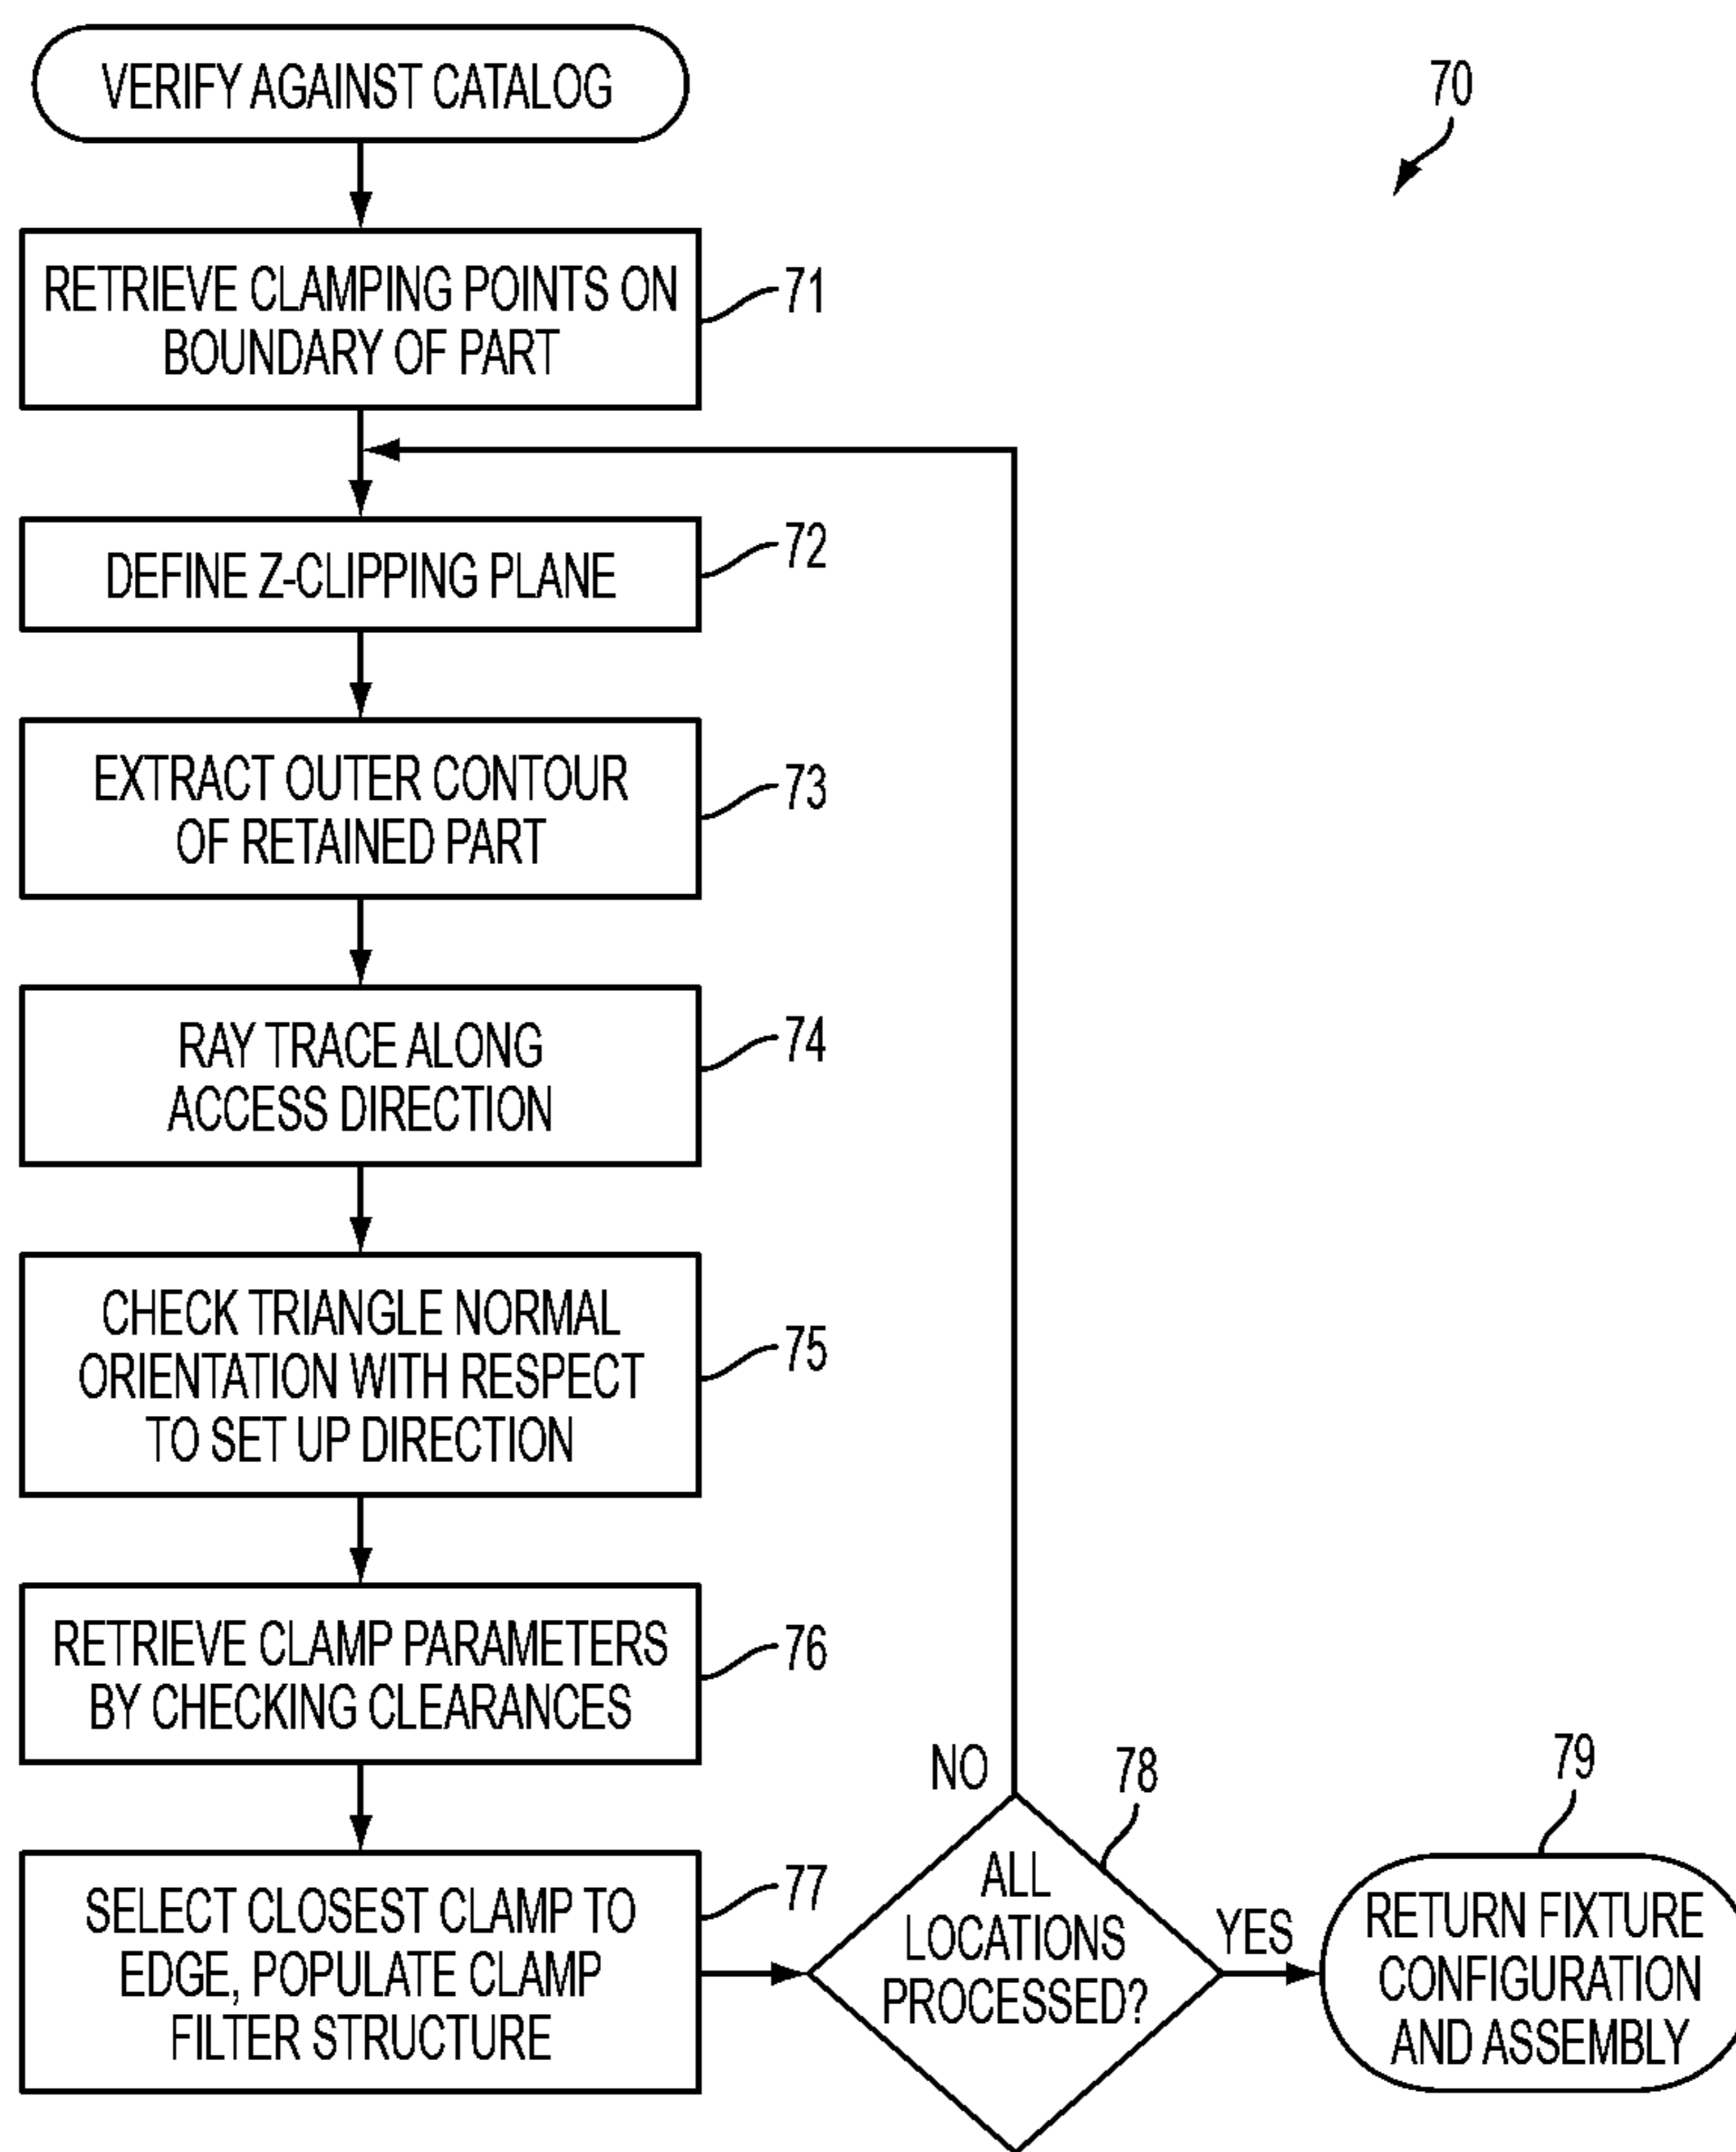 VERIFY AGAINST CATALOG
70
RETRIEVE CLAMPING POINTS ON
BOUNDARY OF PART
71
DEFINE Z-CLIPPING PLANE
72
EXTRACT OUTER CONTOUR
OF RETAINED PART
73
RAY TRACE ALONG
ACCESS DIRECTION
74
CHECK TRIANGLE NORMAL
ORIENTATION WITH RESPECT
TO SET UP DIRECTION
75
RETRIEVE CLAMP PARAMETERS
BY CHECKING CLEARANCES
76
SELECT CLOSEST CLAMP TO
EDGE, POPULATE CLAMP
FILTER STRUCTURE
77
NO
78
ALL
LOCATIONS
PROCESSED?
YES
79
RETURN FIXTURE
CONFIGURATION
AND ASSEMBLY